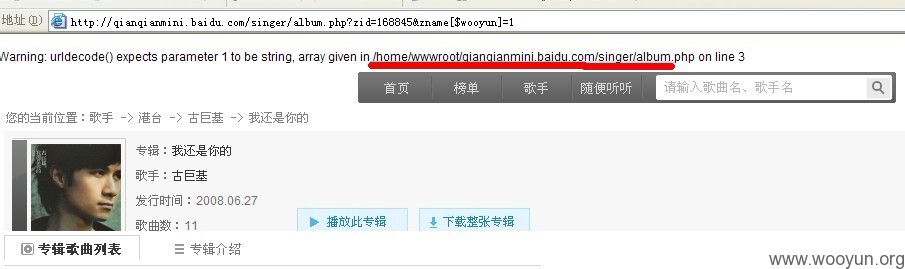 地址(D) http://qianqianmini.baidu.com/singer/album.php?zid=168845&zname[$wooyun]=1
Warning: urldecode() expects parameter 1 to be string, array given in /home/wwwroot/qianqianmini.baidu.com/singer/album.php on line 3
首页 榜单 歌手 随便听听 请输入歌曲名、歌手名
您的当前位置：歌手 -> 港台 -> 古巨基 -> 我还是你的
专辑：我还是你的
歌手：古巨基
发行时间：2008.06.27
歌曲数：11
播放此专辑 下载整张专辑
专辑歌曲列表 专辑介绍
www.wooyun.org